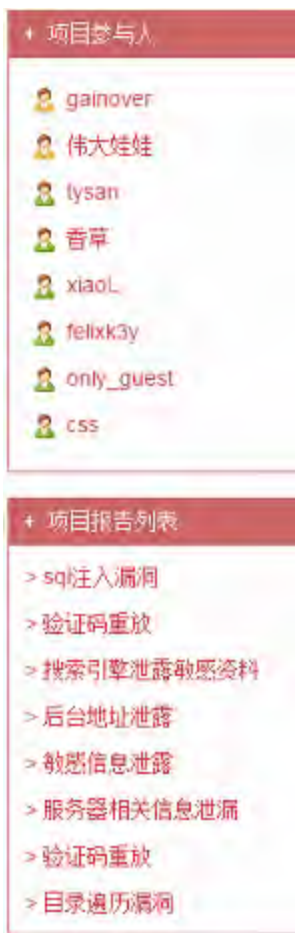 + 项目参与人
gainover
伟大娃娃
lysan
香草
xiaoL
felixk3y
only_guest
css
+ 项目报告列表
> sql注入漏洞
> 验证码重放
> 搜索引擎泄露敏感资料
> 后台地址泄露
> 敏感信息泄露
> 服务器相关信息泄漏
> 验证码重放
> 目录遍历漏洞